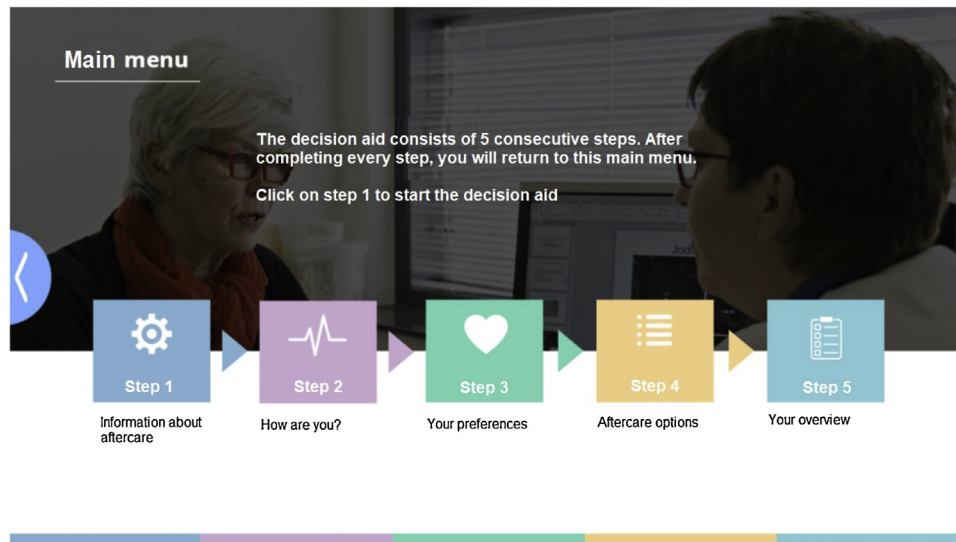 Main menu
The decision aid consists of 5 consecutive steps. After
completing every step, you will return to this main menu.
Click on step 1 to start the decision aid
Step 1
Step 2
Step 3
Step 4
Step 5
Information about
aftercare
How are you?
Your preferences
Aftercare options
Your overview